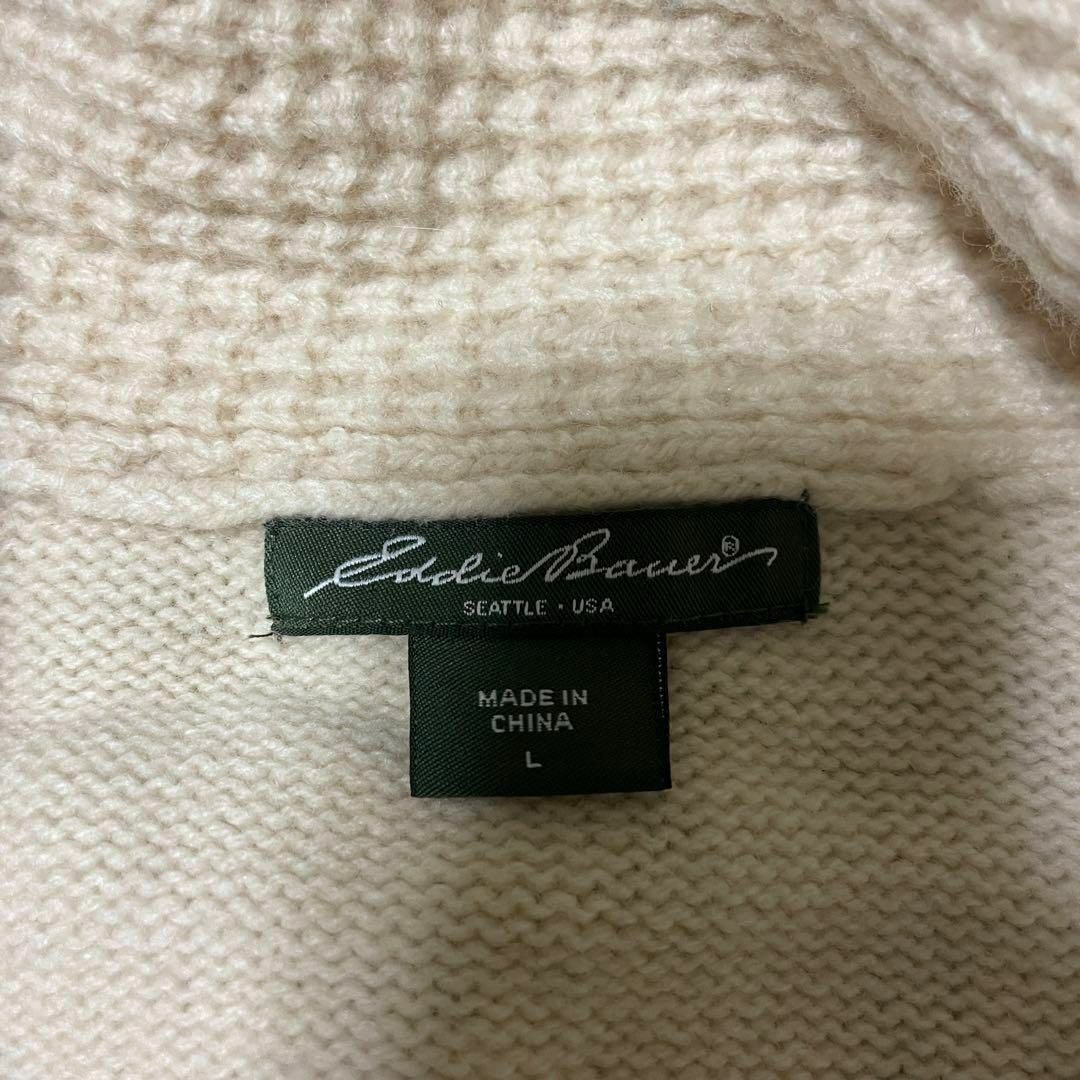 Eddie Bauer®
SEATTLE · USA
MADE IN
CHINA
L